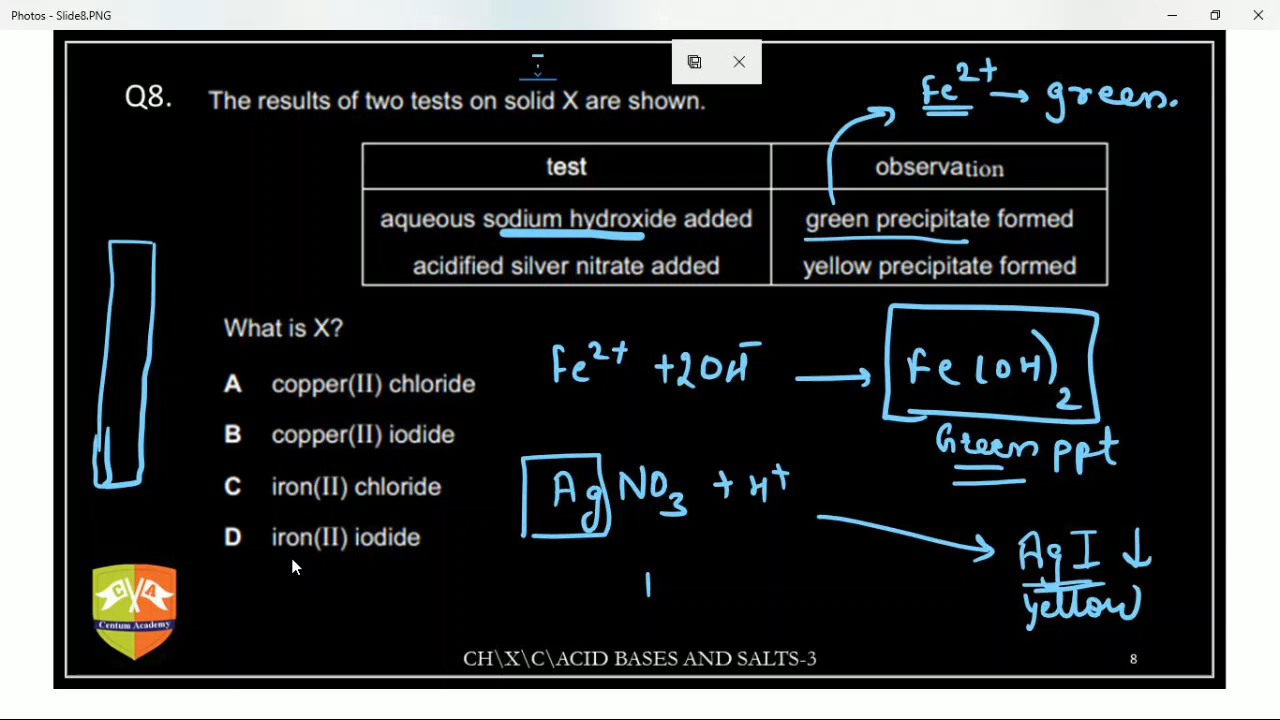 Photos - Slide8.PNG
Q8. The results of two tests on solid X are shown.
Fe²⁺ → green.
test observation
aqueous sodium hydroxide added green precipitate formed
acidified silver nitrate added yellow precipitate formed
What is X?
A copper(II) chloride
B copper(II) iodide
C iron(II) chloride
D iron(II) iodide
Fe²⁺ + 2OH⁻ → Fe(OH)₂
Green ppt
AgNO₃ + H⁺
AgI ↓
yellow
C A
Centum Academy
CH\X\C\ACID BASES AND SALTS-3
8